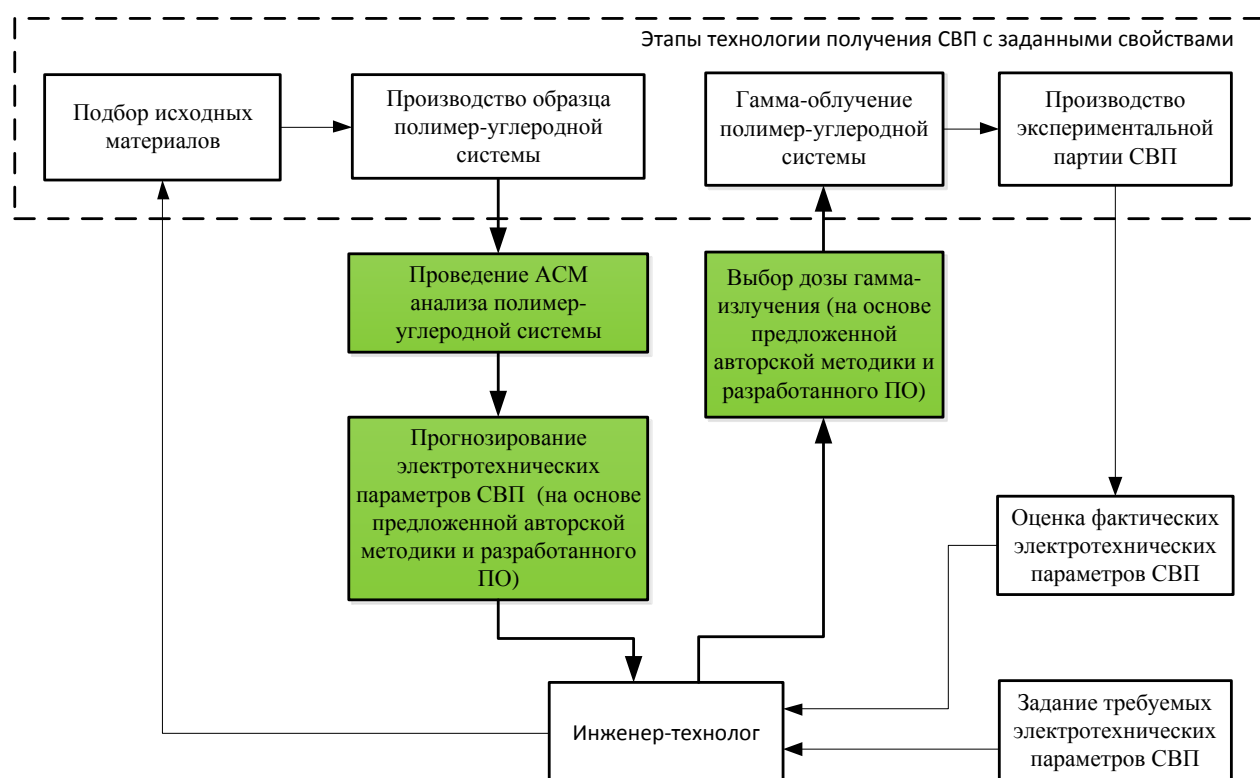 Этапы технологии получения СВП с заданными свойствами
Подбор исходных
материалов
Производство образца
полимер-углеродной
системы
Гамма-облучение
полимер-углеродной
системы
Производство
экспериментальной
партии СВП
Проведение АСМ
анализа полимер-
углеродной системы
Выбор дозы гамма-
излучения (на основе
предложенной
авторской методики и
разработанного ПО)
Прогнозирование
электротехнических
параметров СВП  (на основе
предложенной авторской
методики и разработанного
ПО)
Оценка фактических
электротехнических
параметров СВП
Инженер-технолог
Задание требуемых
электротехнических
параметров СВП